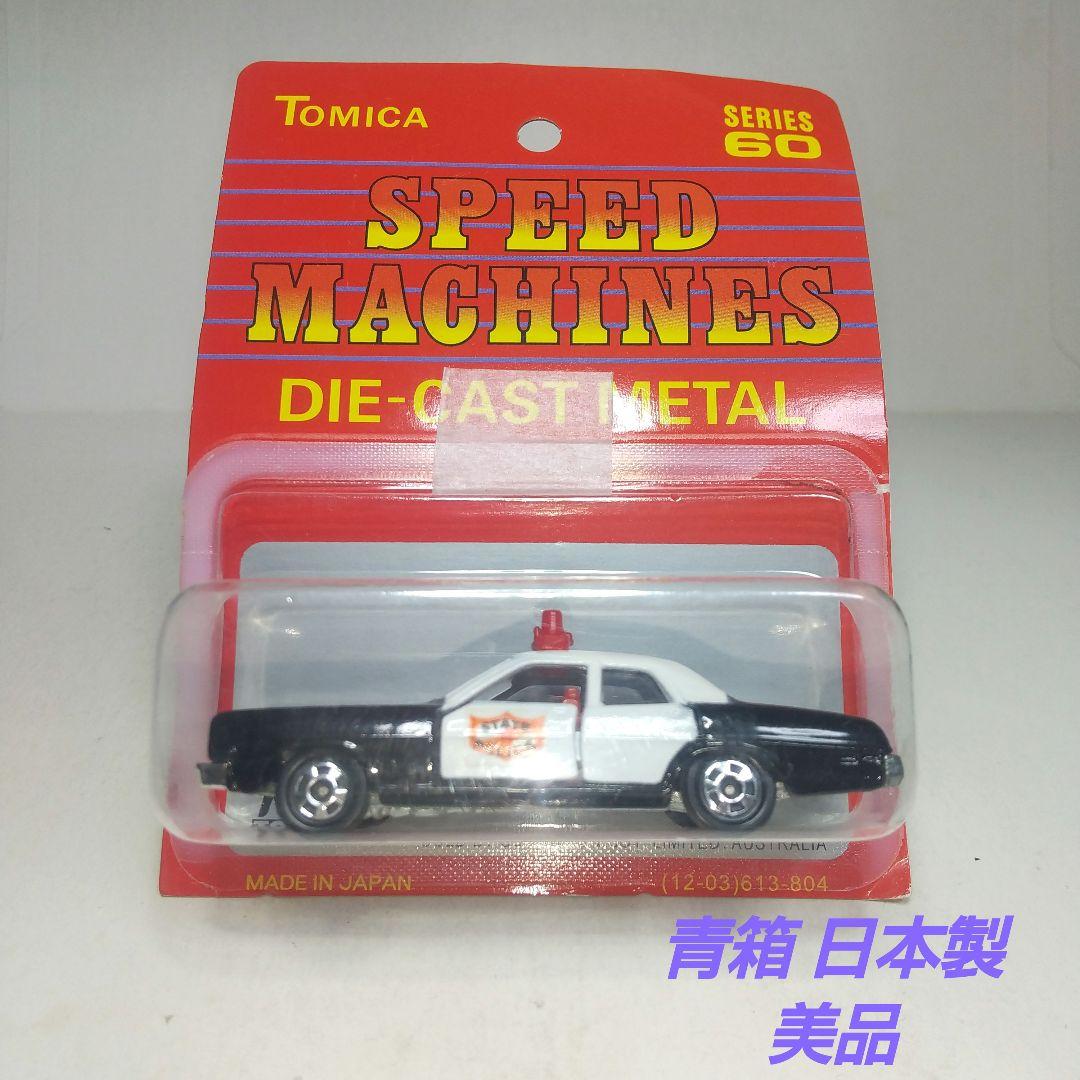 TOMICA
SERIES
60
SPEED
MACHINES
DIE-CAST METAL
STATE
LIMITED. AUSTRALIA
MADE IN JAPAN
(12-03)613-804
青箱 日本製
美品